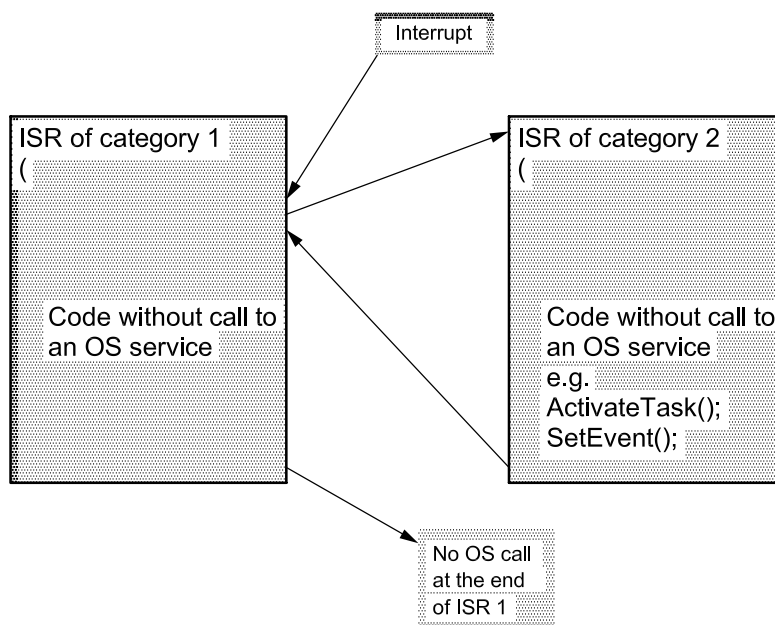 Interrupt
ISR of category 1
(
Code without call to
an OS service
ISR of category 2
(
Code without call to
an OS service
e.g.
ActivateTask();
SetEvent();
No OS call
at the end
of ISR 1